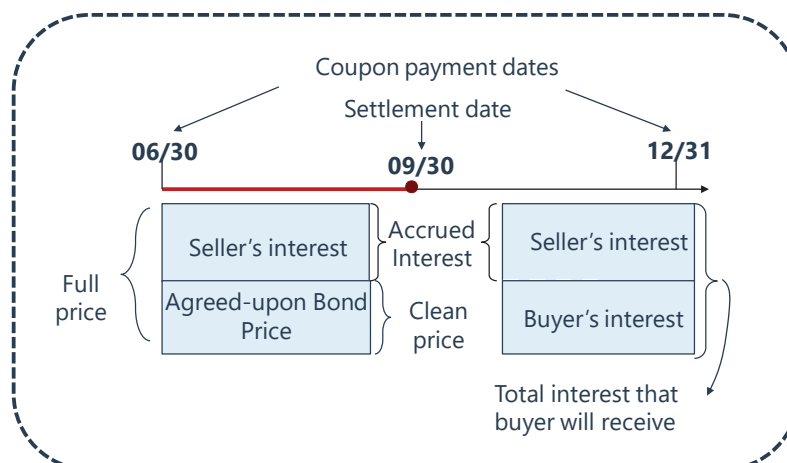 Coupon payment dates
Settlement date
06/30
09/30
12/31
Full
price
Seller’s interest
Agreed-upon Bond
Price
Accrued
Interest
Clean
price
Seller’s interest
Buyer’s interest
Total interest that
buyer will receive